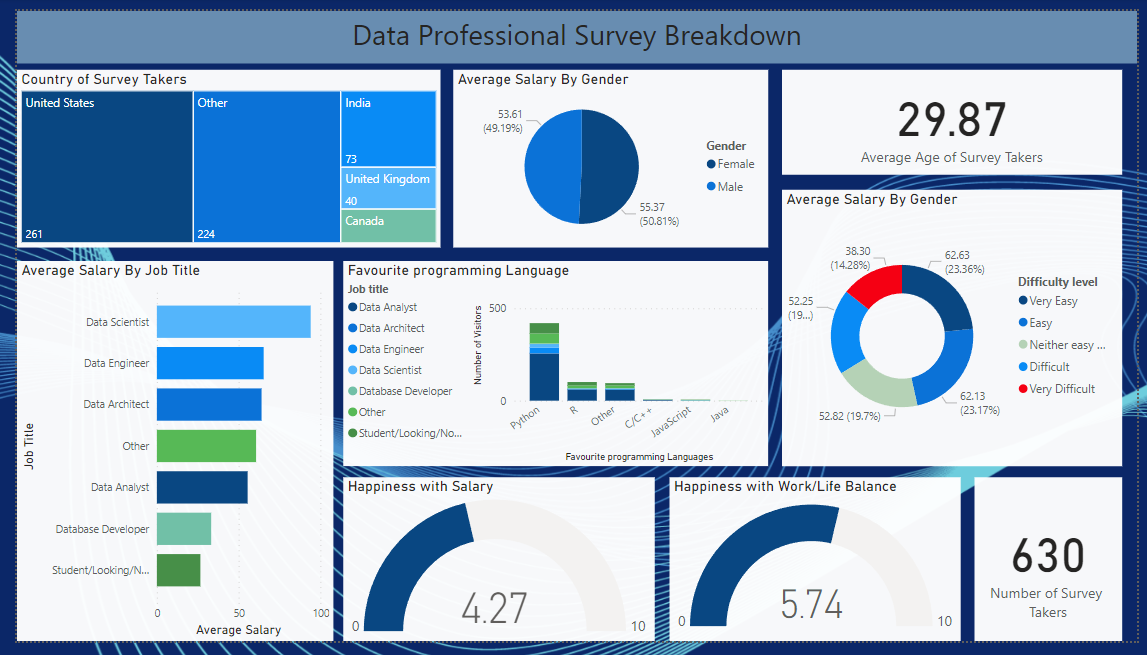 Data Professional Survey Breakdown
Country of Survey Takers
United States
261
Other
224
India
73
United Kingdom
40
Canada
Average Salary By Gender
53.61
(49.19%)
55.37
(50.81%)
Gender
Female
Male
29.87
Average Age of Survey Takers
Average Salary By Job Title
Job Title
Data Scientist
Data Engineer
Data Architect
Other
Data Analyst
Database Developer
Student/Looking/N...
0
50
100
Average Salary
Favourite programming Language
Job title
Data Analyst
Data Architect
Data Engineer
Data Scientist
Database Developer
Other
Student/Looking/No...
Number of Visitors
500
0
Python
R
Other
C/C++
JavaScript
Java
Favourite programming Languages
Average Salary By Gender
38.30
(14.28%)
62.63
(23.36%)
52.25
(19...)
62.13
(23.17%)
52.82 (19.7%)
Difficulty level
Very Easy
Easy
Neither easy ...
Difficult
Very Difficult
Happiness with Salary
4.27
0
10
Happiness with Work/Life Balance
5.74
0
10
630
Number of Survey
Takers